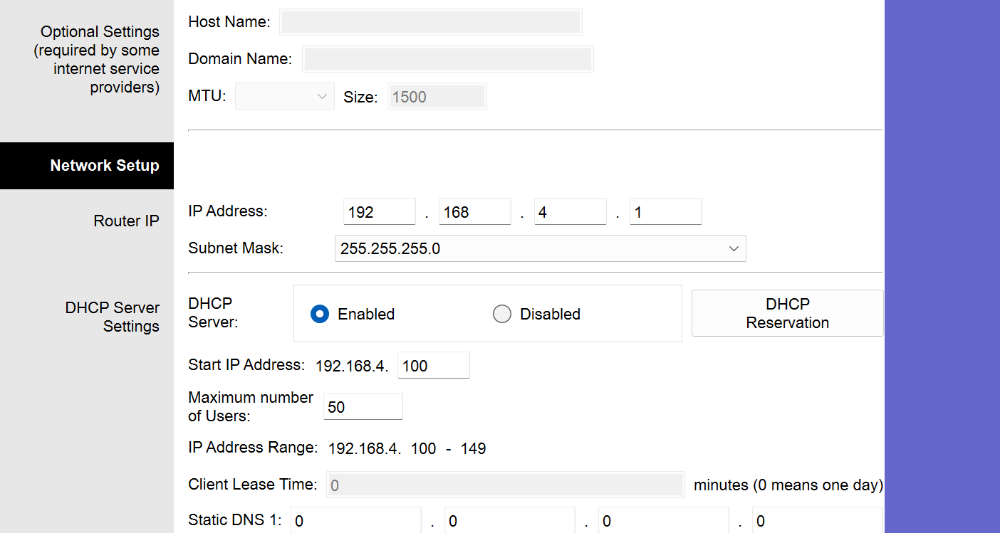 Optional Settings
(required by some
internet service
providers)
Host Name:
Domain Name:
MTU: Size: 1500
Network Setup
Router IP
IP Address: 192 . 168 . 4 . 1
Subnet Mask: 255.255.255.0
DHCP Server
Settings
DHCP
Server:
Enabled Disabled
DHCP
Reservation
Start IP Address: 192.168.4. 100
Maximum number
of Users:
50
IP Address Range: 192.168.4. 100 - 149
Client Lease Time: 0 minutes (0 means one day)
Static DNS 1: 0 . 0 . 0 . 0